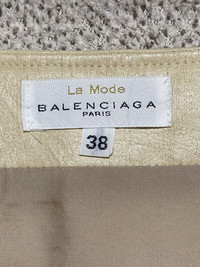 La Mode
BALENCIAGA
PARIS
38